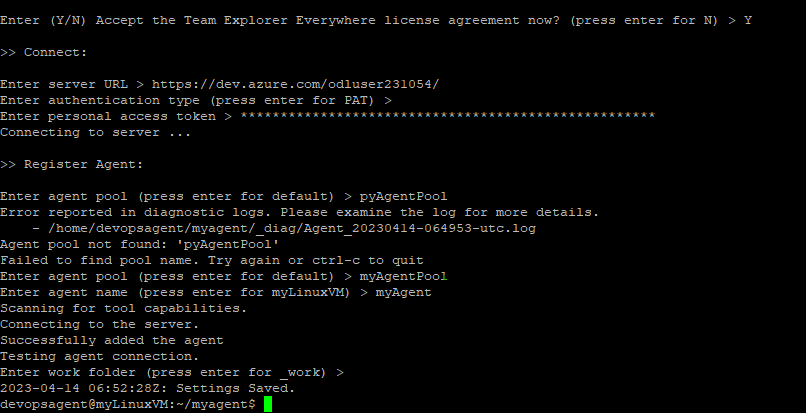 Enter (Y/N) Accept the Team Explorer Everywhere license agreement now? (press enter for N) > Y
>> Connect:
Enter server URL > https://dev.azure.com/odluser231054/
Enter authentication type (press enter for PAT) >
Enter personal access token > ****************************************************
Connecting to server ...
>> Register Agent:
Enter agent pool (press enter for default) > pyAgentPool
Error reported in diagnostic logs. Please examine the log for more details.
    - /home/devopsagent/myagent/_diag/Agent_20230414-064953-utc.log
Agent pool not found: 'pyAgentPool'
Failed to find pool name. Try again or ctrl-c to quit
Enter agent pool (press enter for default) > myAgentPool
Enter agent name (press enter for myLinuxVM) > myAgent
Scanning for tool capabilities.
Connecting to the server.
Successfully added the agent
Testing agent connection.
Enter work folder (press enter for _work) >
2023-04-14 06:52:28Z: Settings Saved.
devopsagent@myLinuxVM:~/myagent$